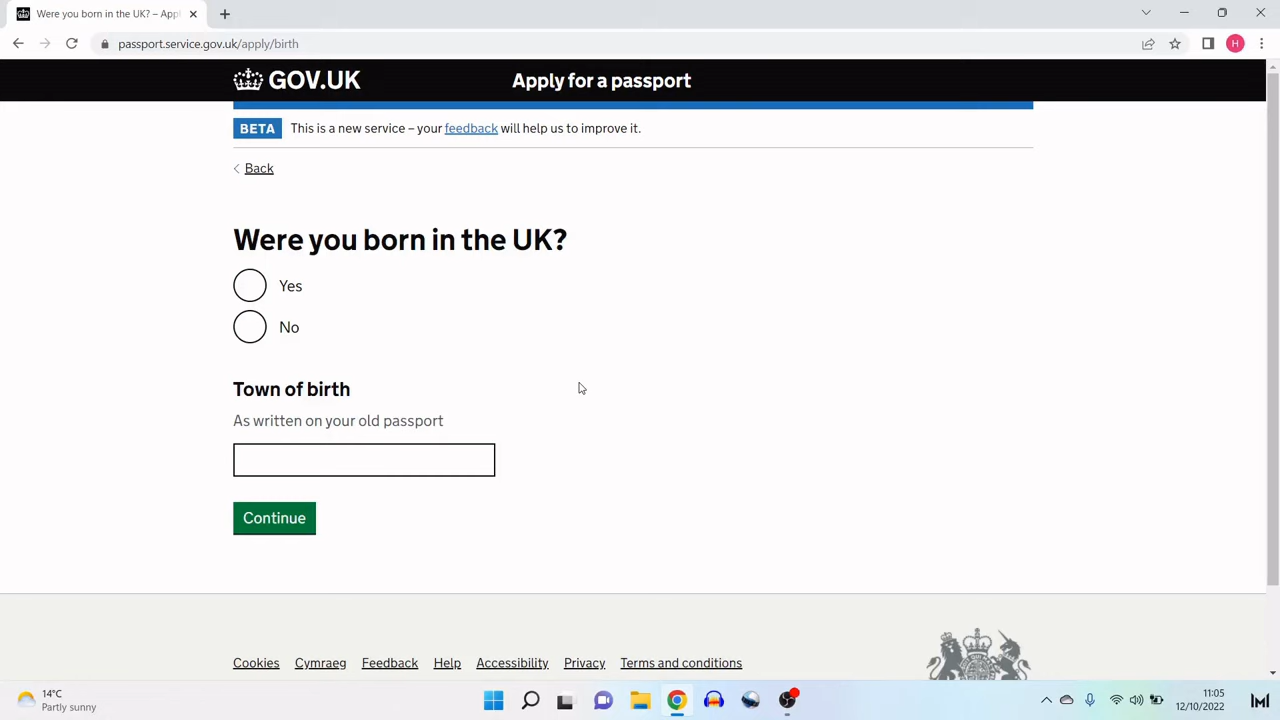 Were you born in the UK? – Appl
passport.service.gov.uk/apply/birth
H
GOV.UK
Apply for a passport
BETA This is a new service – your feedback will help us to improve it.
Back
Were you born in the UK?
Yes
No
Town of birth
As written on your old passport
Continue
Cookies Cymraeg Feedback Help Accessibility Privacy Terms and conditions
14°C
Partly sunny
11:05
12/10/2022